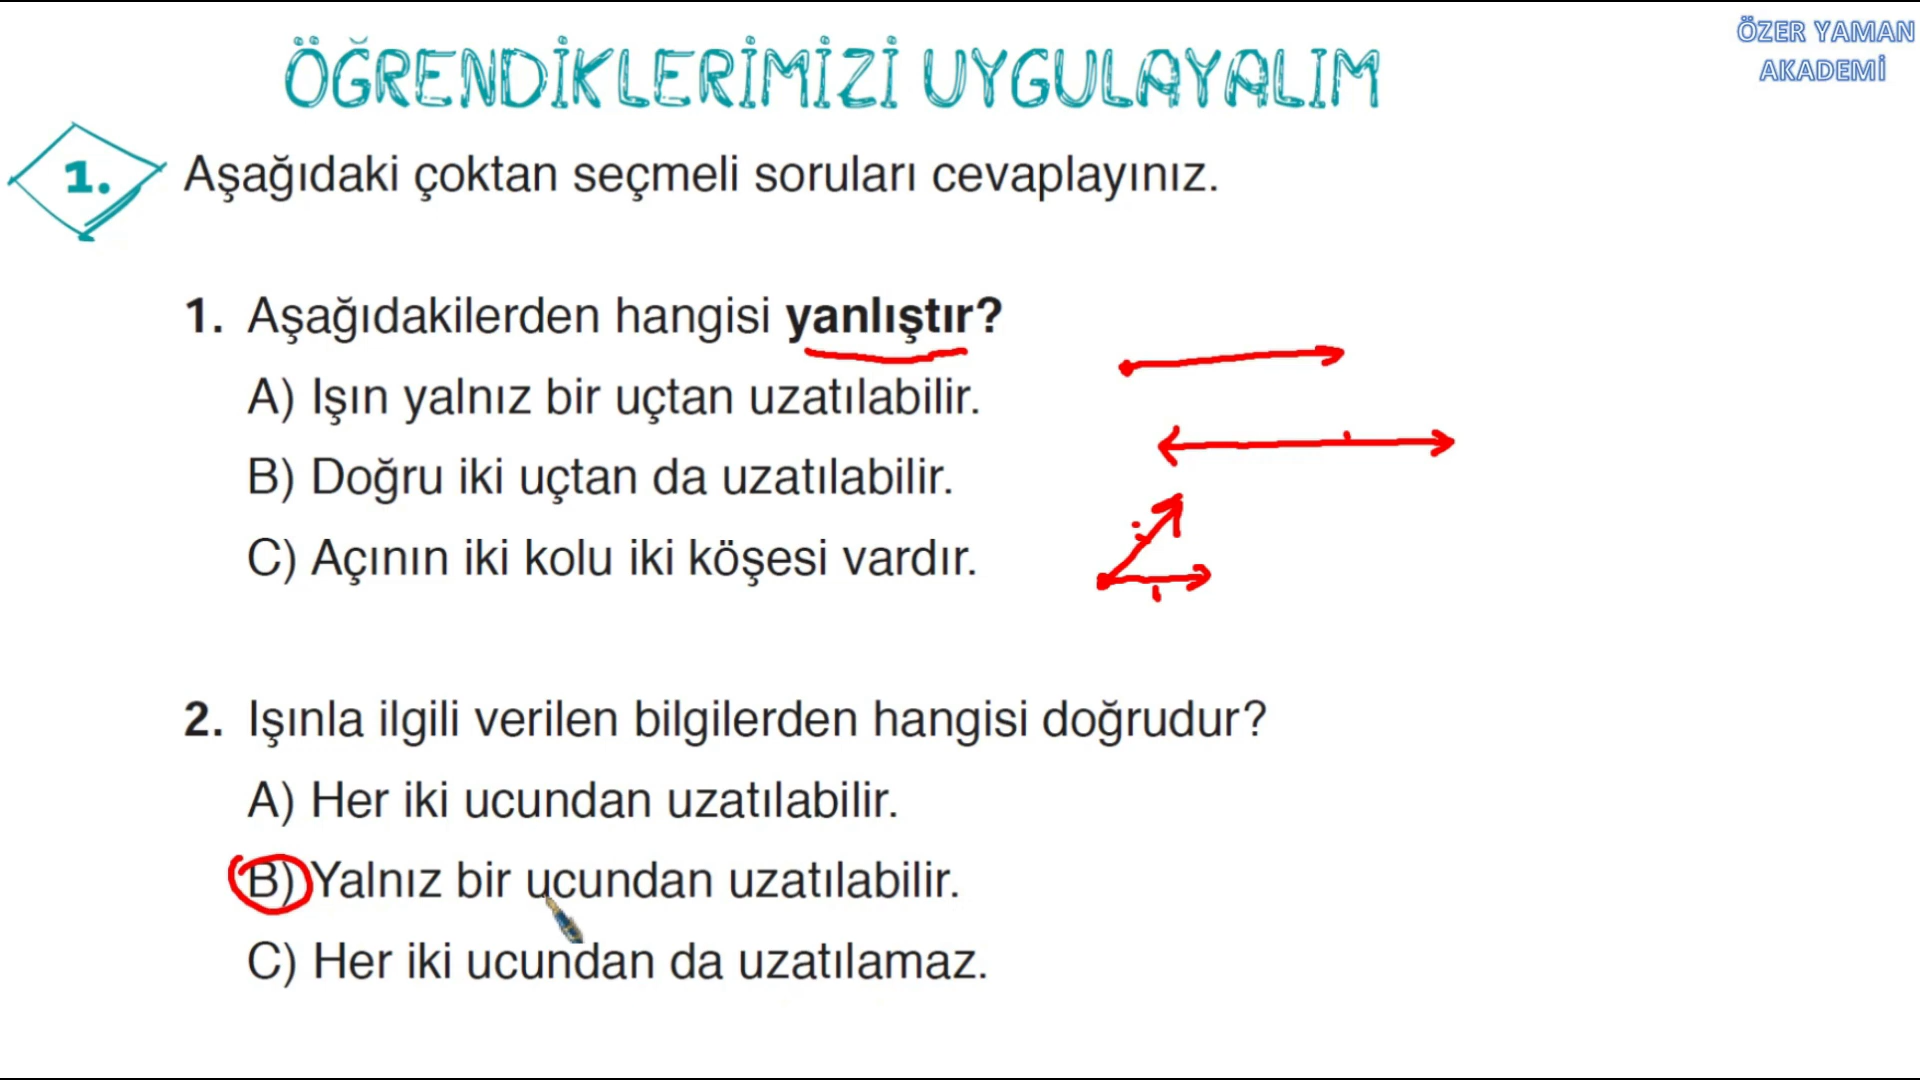 ÖZER YAMAN
AKADEMİ
ÖĞRENDİKLERİMİZİ UYGULAYALIM
1. Aşağıdaki çoktan seçmeli soruları cevaplayınız.
1. Aşağıdakilerden hangisi yanlıştır?
A) Işın yalnız bir uçtan uzatılabilir.
B) Doğru iki uçtan da uzatılabilir.
C) Açının iki kolu iki köşesi vardır.
2. Işınla ilgili verilen bilgilerden hangisi doğrudur?
A) Her iki ucundan uzatılabilir.
B) Yalnız bir ucundan uzatılabilir.
C) Her iki ucundan da uzatılamaz.